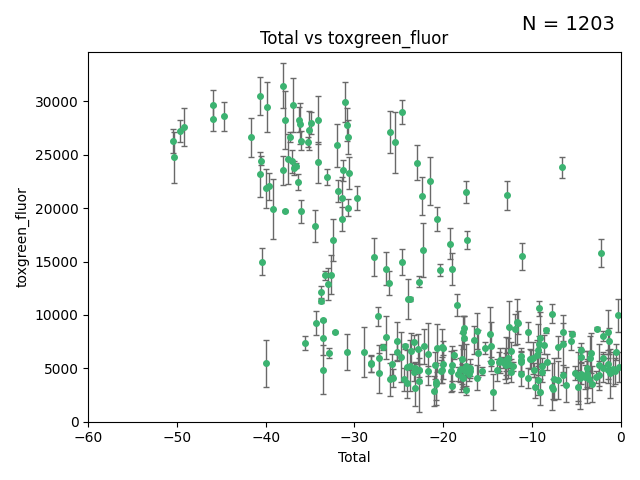 N = 1203
Total vs toxgreen_fluor
30000
25000
20000
15000
10000
5000
0
toxgreen_fluor
−60 −50 −40 −30 −20 −10 0
Total